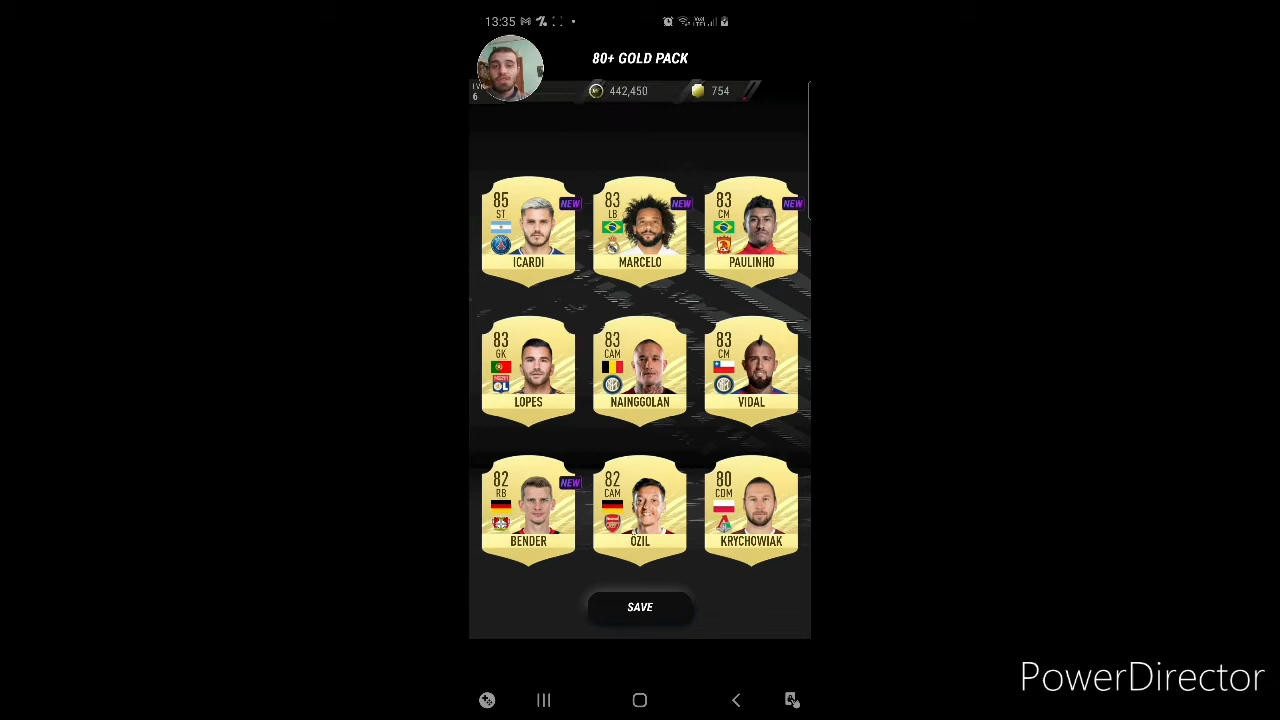 13:35
80+ GOLD PACK
6
442,450
754
85
ST
NEW
ICARDI
83
LB
NEW
MARCELO
83
CM
NEW
PAULINHO
83
GK
LOPES
83
CAM
NAINGGOLAN
83
CM
VIDAL
82
RB
NEW
BENDER
82
CAM
ÖZIL
80
CDM
KRYCHOWIAK
SAVE
PowerDirector